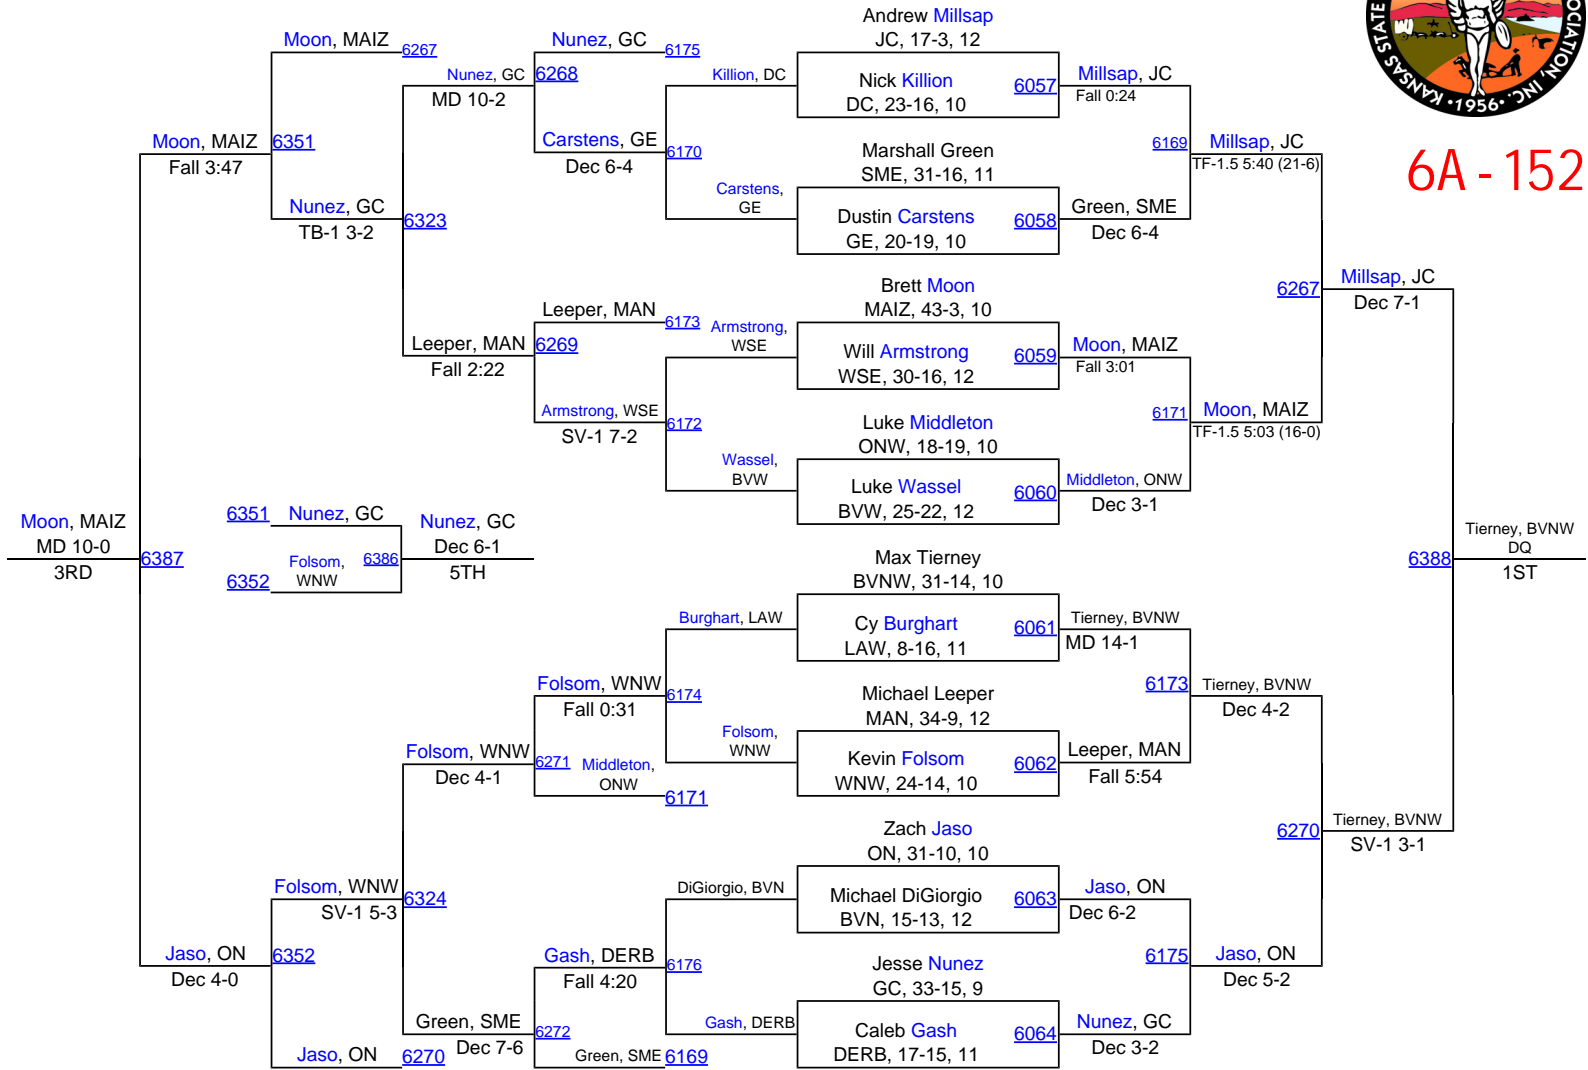 KANSAS STATE
OCIATION, INC.
·1956·
6A - 152
Moon, MAIZ
6267
6351
Moon, MAIZ
Fall 3:47
Nunez, GC
TB-1 3-2
Nunez, GC
MD 10-2
6268
6323
Leeper, MAN
Fall 2:22
Nunez, GC
6175
Carstens, GE
Dec 6-4
6170
Killion, DC
Carstens,
GE
Leeper, MAN
6173
6269
Armstrong, WSE
SV-1 7-2
6172
Armstrong,
WSE
Wassel,
BVW
Andrew Millsap
JC, 17-3, 12
Nick Killion
DC, 23-16, 10
6057
Millsap, JC
Fall 0:24
Marshall Green
SME, 31-16, 11
Dustin Carstens
GE, 20-19, 10
6058
Green, SME
Dec 6-4
6169
Millsap, JC
TF-1.5 5:40 (21-6)
Brett Moon
MAIZ, 43-3, 10
Will Armstrong
WSE, 30-16, 12
6059
Moon, MAIZ
Fall 3:01
Luke Middleton
ONW, 18-19, 10
Luke Wassel
BVW, 25-22, 12
6060
Middleton, ONW
Dec 3-1
6171
Moon, MAIZ
TF-1.5 5:03 (16-0)
6267
Millsap, JC
Dec 7-1
Moon, MAIZ
MD 10-0
3RD
6387
6351
Nunez, GC
6352
Folsom,
WNW
6386
Nunez, GC
Dec 6-1
5TH
6388
Tierney, BVNW
DQ
1ST
Max Tierney
BVNW, 31-14, 10
Cy Burghart
LAW, 8-16, 11
6061
Tierney, BVNW
MD 14-1
Michael Leeper
MAN, 34-9, 12
Kevin Folsom
WNW, 24-14, 10
6062
Leeper, MAN
Fall 5:54
6173
Tierney, BVNW
Dec 4-2
Zach Jaso
ON, 31-10, 10
Michael DiGiorgio
BVN, 15-13, 12
6063
Jaso, ON
Dec 6-2
Jesse Nunez
GC, 33-15, 9
Caleb Gash
DERB, 17-15, 11
6064
Nunez, GC
Dec 3-2
6175
Jaso, ON
Dec 5-2
6270
Tierney, BVNW
SV-1 3-1
Burghart, LAW
Folsom, WNW
Fall 0:31
6174
Folsom,
WNW
Folsom, WNW
Dec 4-1
6271
Middleton,
ONW
6171
Folsom, WNW
SV-1 5-3
6324
DiGiorgio, BVN
Gash, DERB
Fall 4:20
6176
Gash, DERB
Green, SME
Dec 7-6
6272
Green, SME
6169
Jaso, ON
Dec 4-0
6352
Jaso, ON
6270